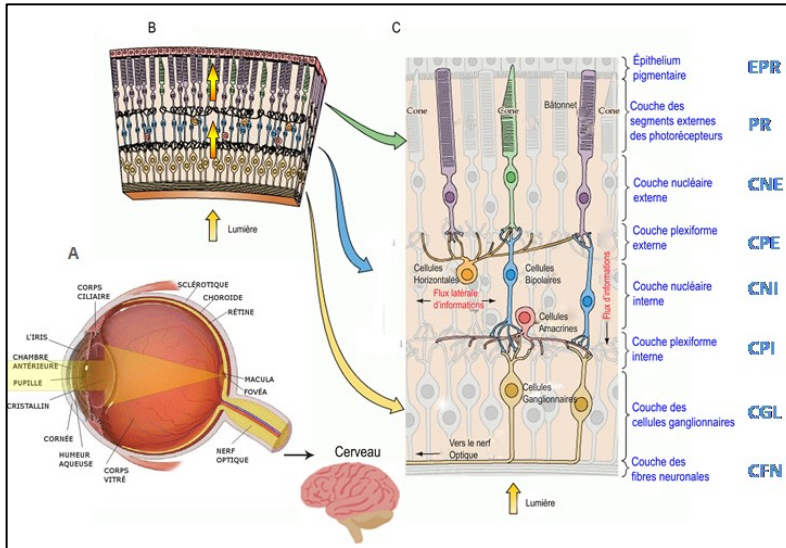 B
Lumière
A
CORPS
CILIAIRE
SCLÉROTIQUE
CHOROIDE
RÉTINE
L'IRIS
CHAMBRE
ANTÉRIEURE
PUPILLE
CRISTALLIN
CORNÉE
HUMEUR
AQUEUSE
CORPS
VITRÉ
NERF
OPTIQUE
MACULA
FOVÉA
Cerveau
C
Cone
Cone
Bâtonnet
Cone
Cellules
Horizontales
Cellules
Bipolaires
Flux latérale
d'informations
Flux d'informations
Cellules
Amacrines
Cellules
Ganglionnaires
Vers le nerf
Optique
Lumière
Épithelium
pigmentaire
EPR
Couche des
segments externes
des photorécepteurs
PR
Couche nucléaire
externe
CNE
Couche plexiforme
externe
CPE
Couche nucléaire
interne
CNI
Couche plexiforme
interne
CPI
Couche des
cellules ganglionnaires
CGL
Couche des
fibres neuronales
CFN